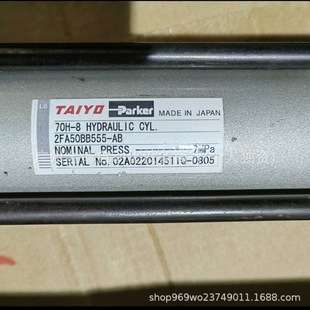 TAIYO Parker MADE IN JAPAN
70H-8 HYDRAULIC CYL.
2FA50BB555-AB
NOMINAL PRESS. 7MPa
SERIAL No. 02A0220145110-0805
shop969wo23749011.1688.com